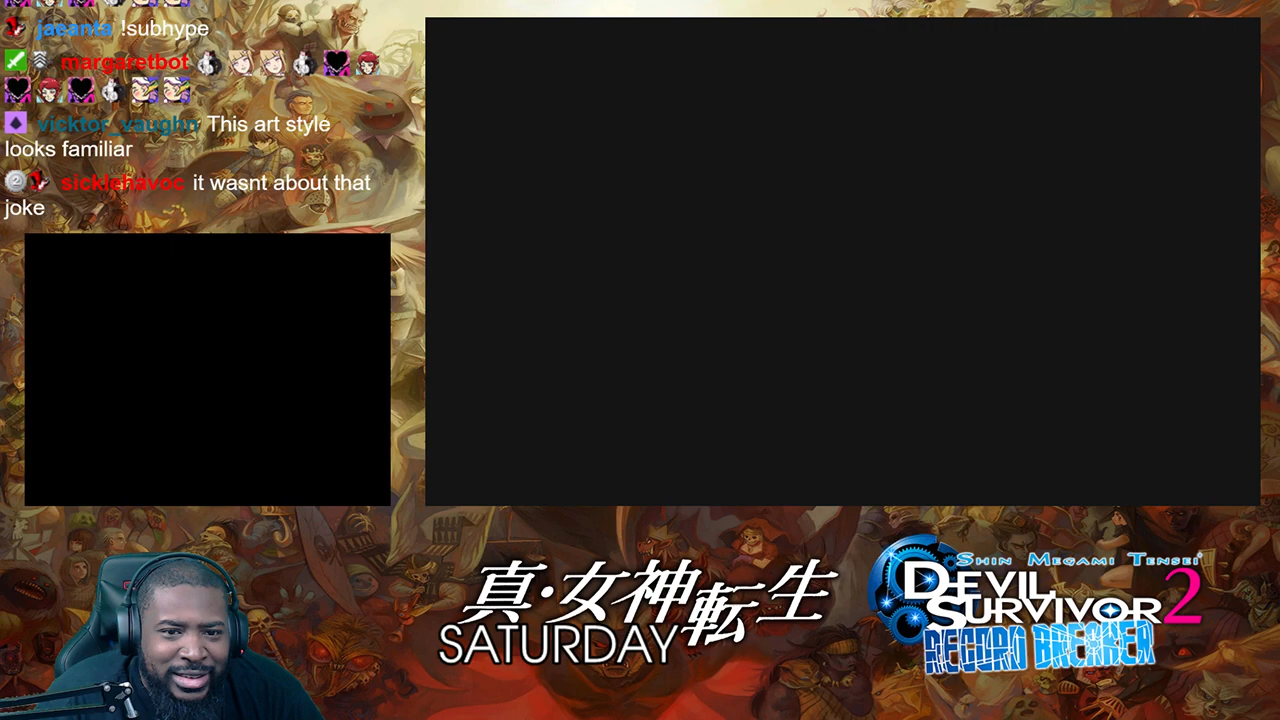 jaeanta !subhype
margaretbot
vicktor_vaughn This art style
looks familiar
sicklehavoc it wasnt about that
joke
真・女神転生
SATURDAY
SHIN MEGAMI TENSEI
DEVIL
SURVIVOR 2
RECORD BREAKER